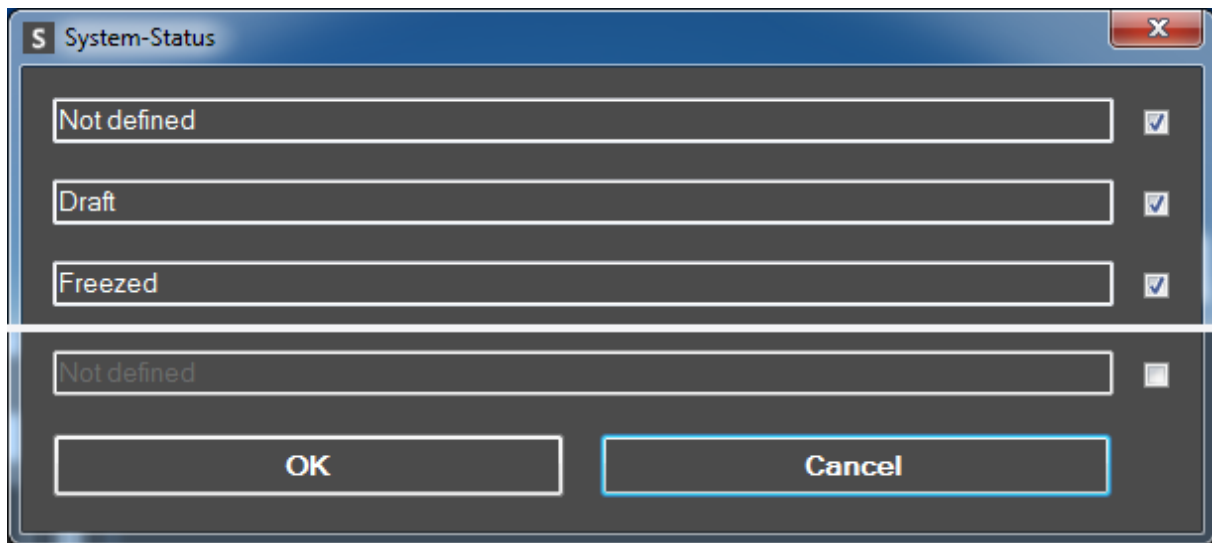 S System-Status
Not defined
Draft
Freezed
Not defined
OK Cancel